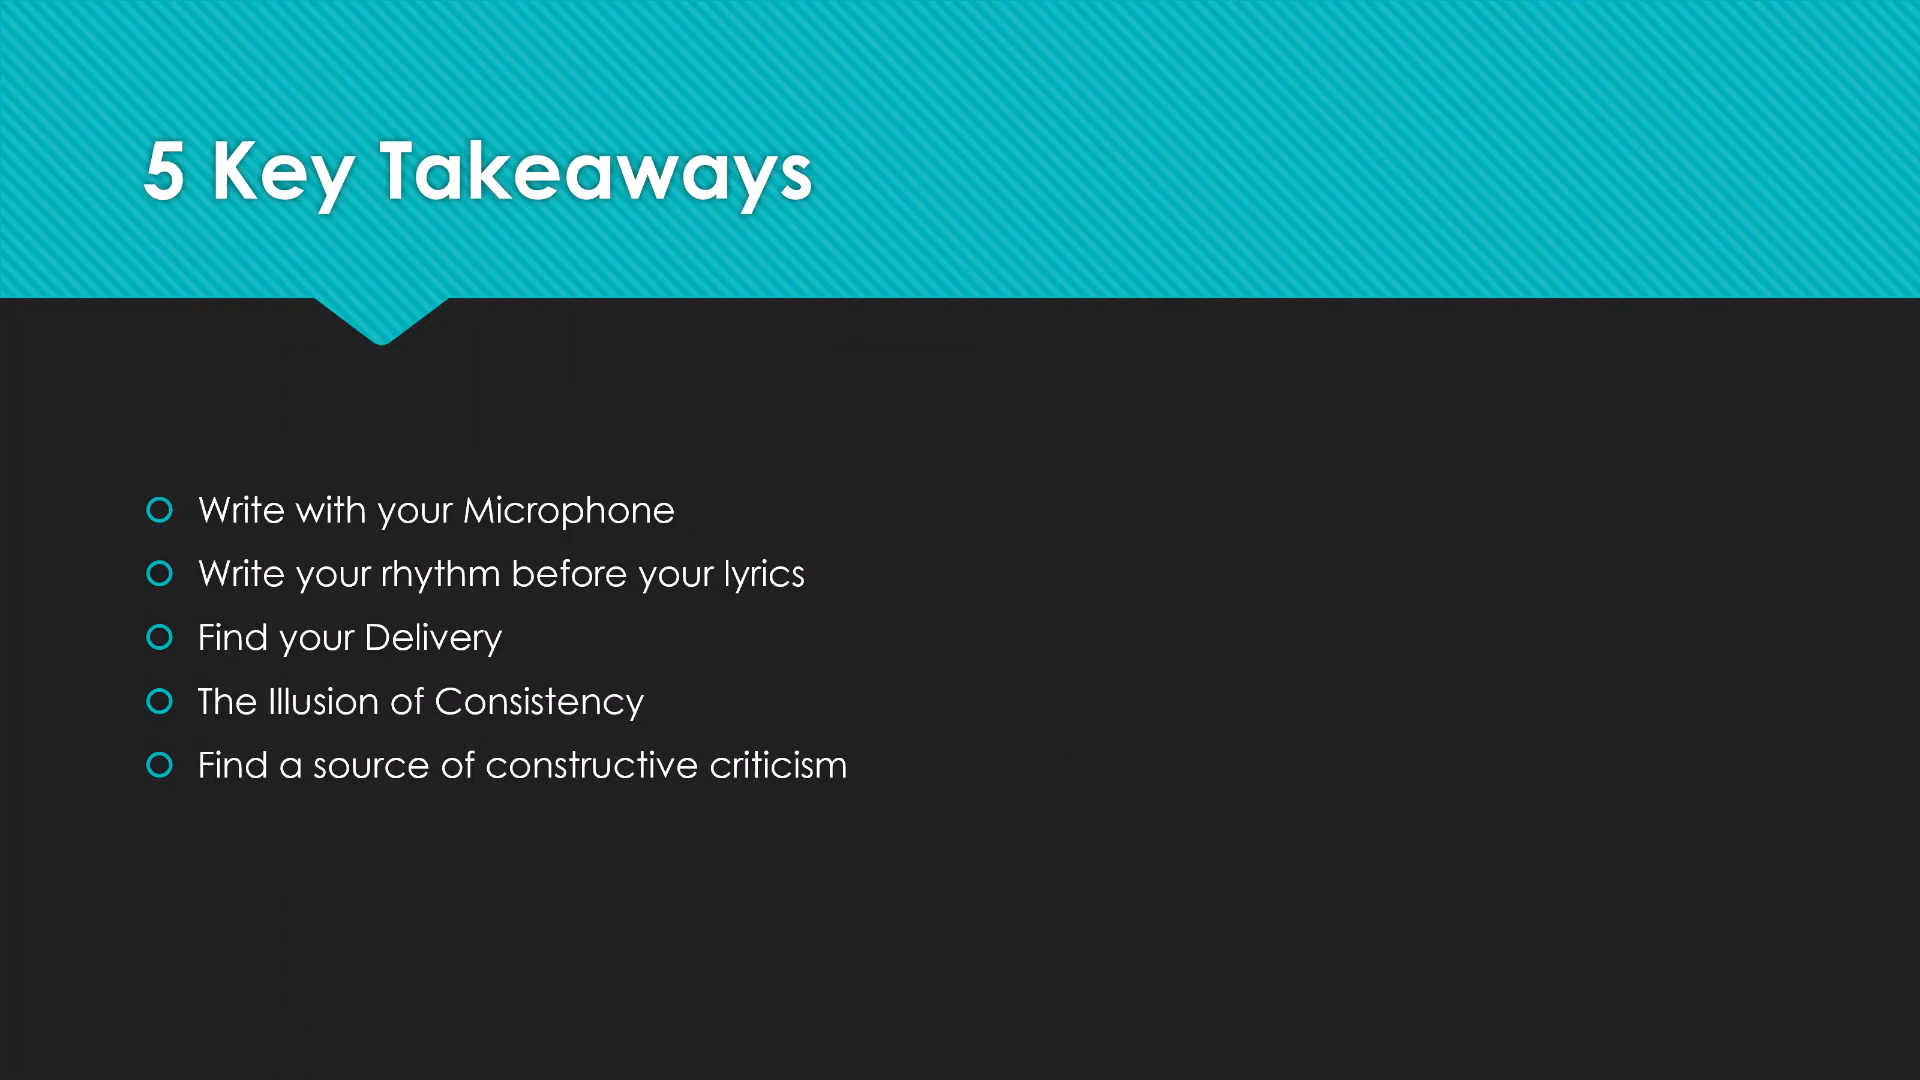 5 Key Takeaways
Write with your Microphone
Write your rhythm before your lyrics
Find your Delivery
The Illusion of Consistency
Find a source of constructive criticism